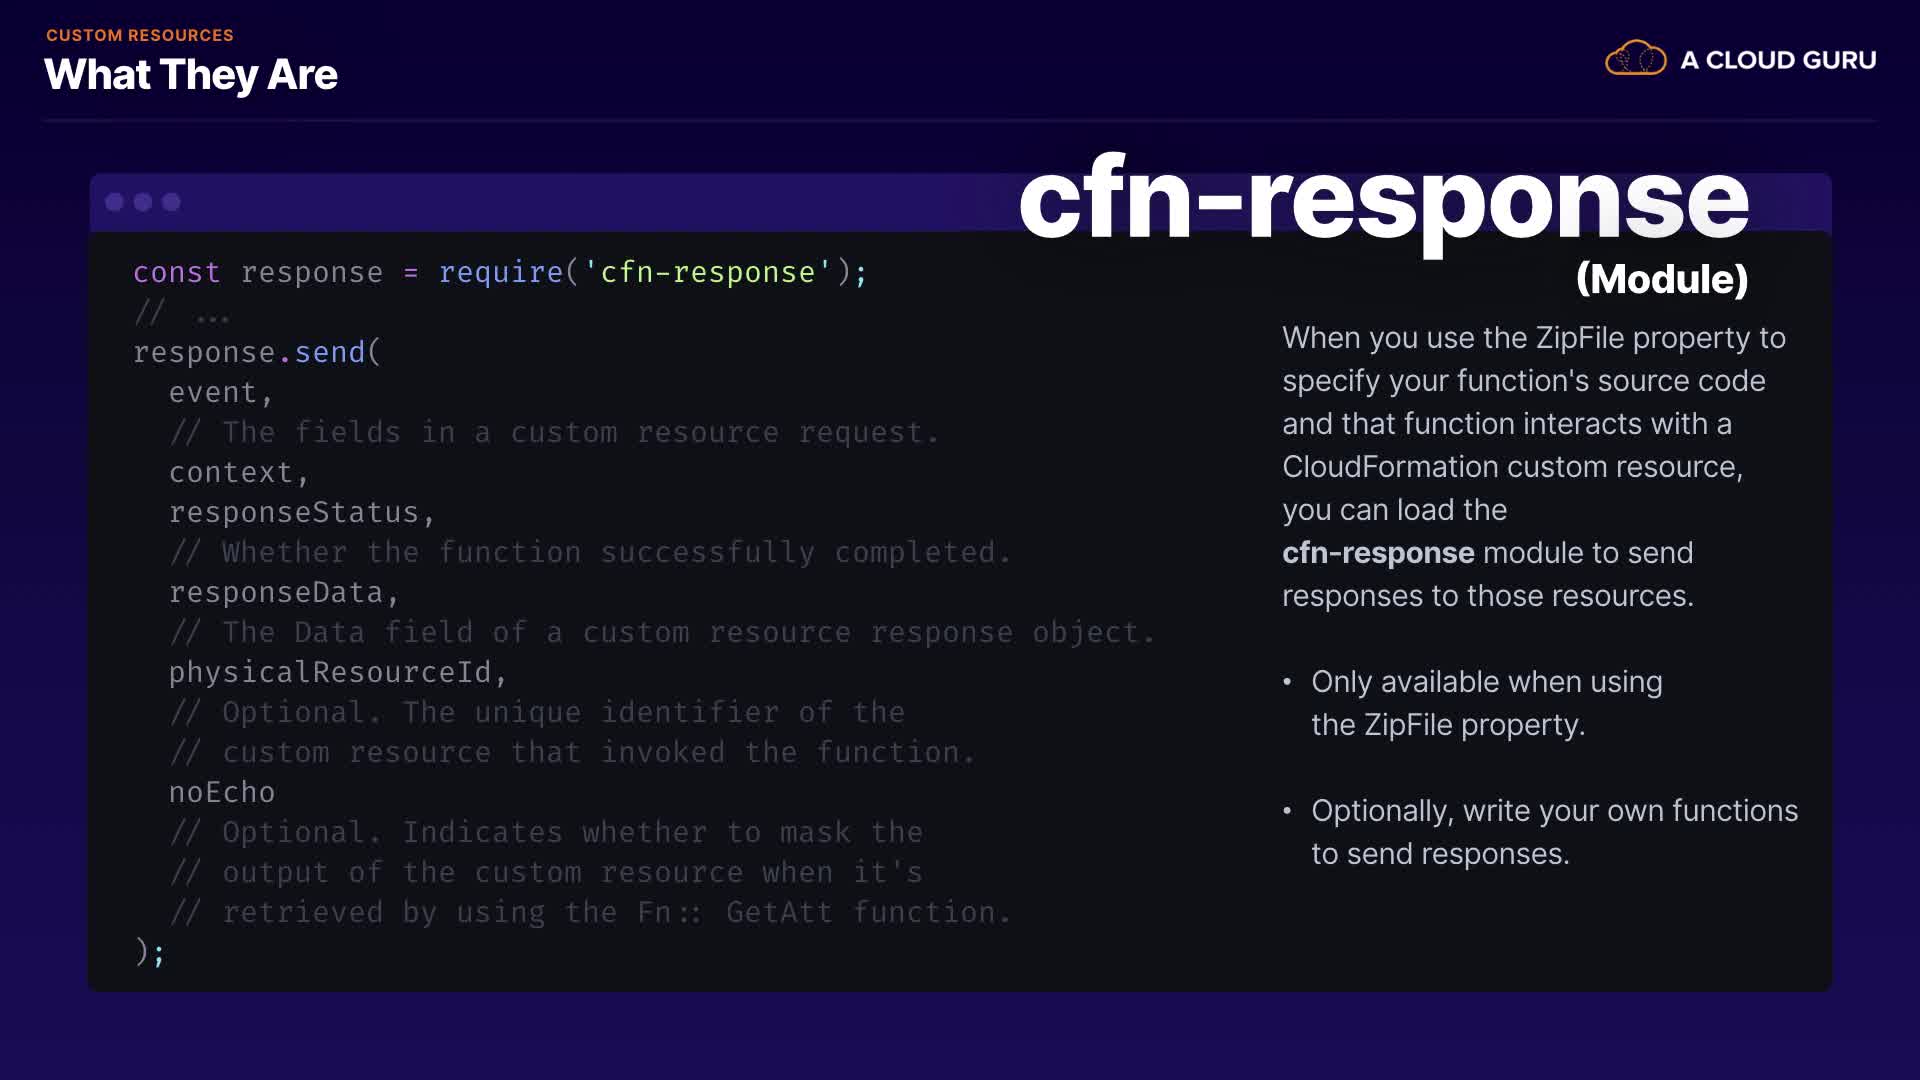 CUSTOM RESOURCES
What They Are
A CLOUD GURU
cfn-response
(Module)
const response = require('cfn-response');
// ...
response.send(
  event,
  // The fields in a custom resource request.
  context,
  responseStatus,
  // Whether the function successfully completed.
  responseData,
  // The Data field of a custom resource response object.
  physicalResourceId,
  // Optional. The unique identifier of the
  // custom resource that invoked the function.
  noEcho
  // Optional. Indicates whether to mask the
  // output of the custom resource when it's
  // retrieved by using the Fn:: GetAtt function.
);
When you use the ZipFile property to
specify your function's source code
and that function interacts with a
CloudFormation custom resource,
you can load the
cfn-response module to send
responses to those resources.
• Only available when using
the ZipFile property.
• Optionally, write your own functions
to send responses.